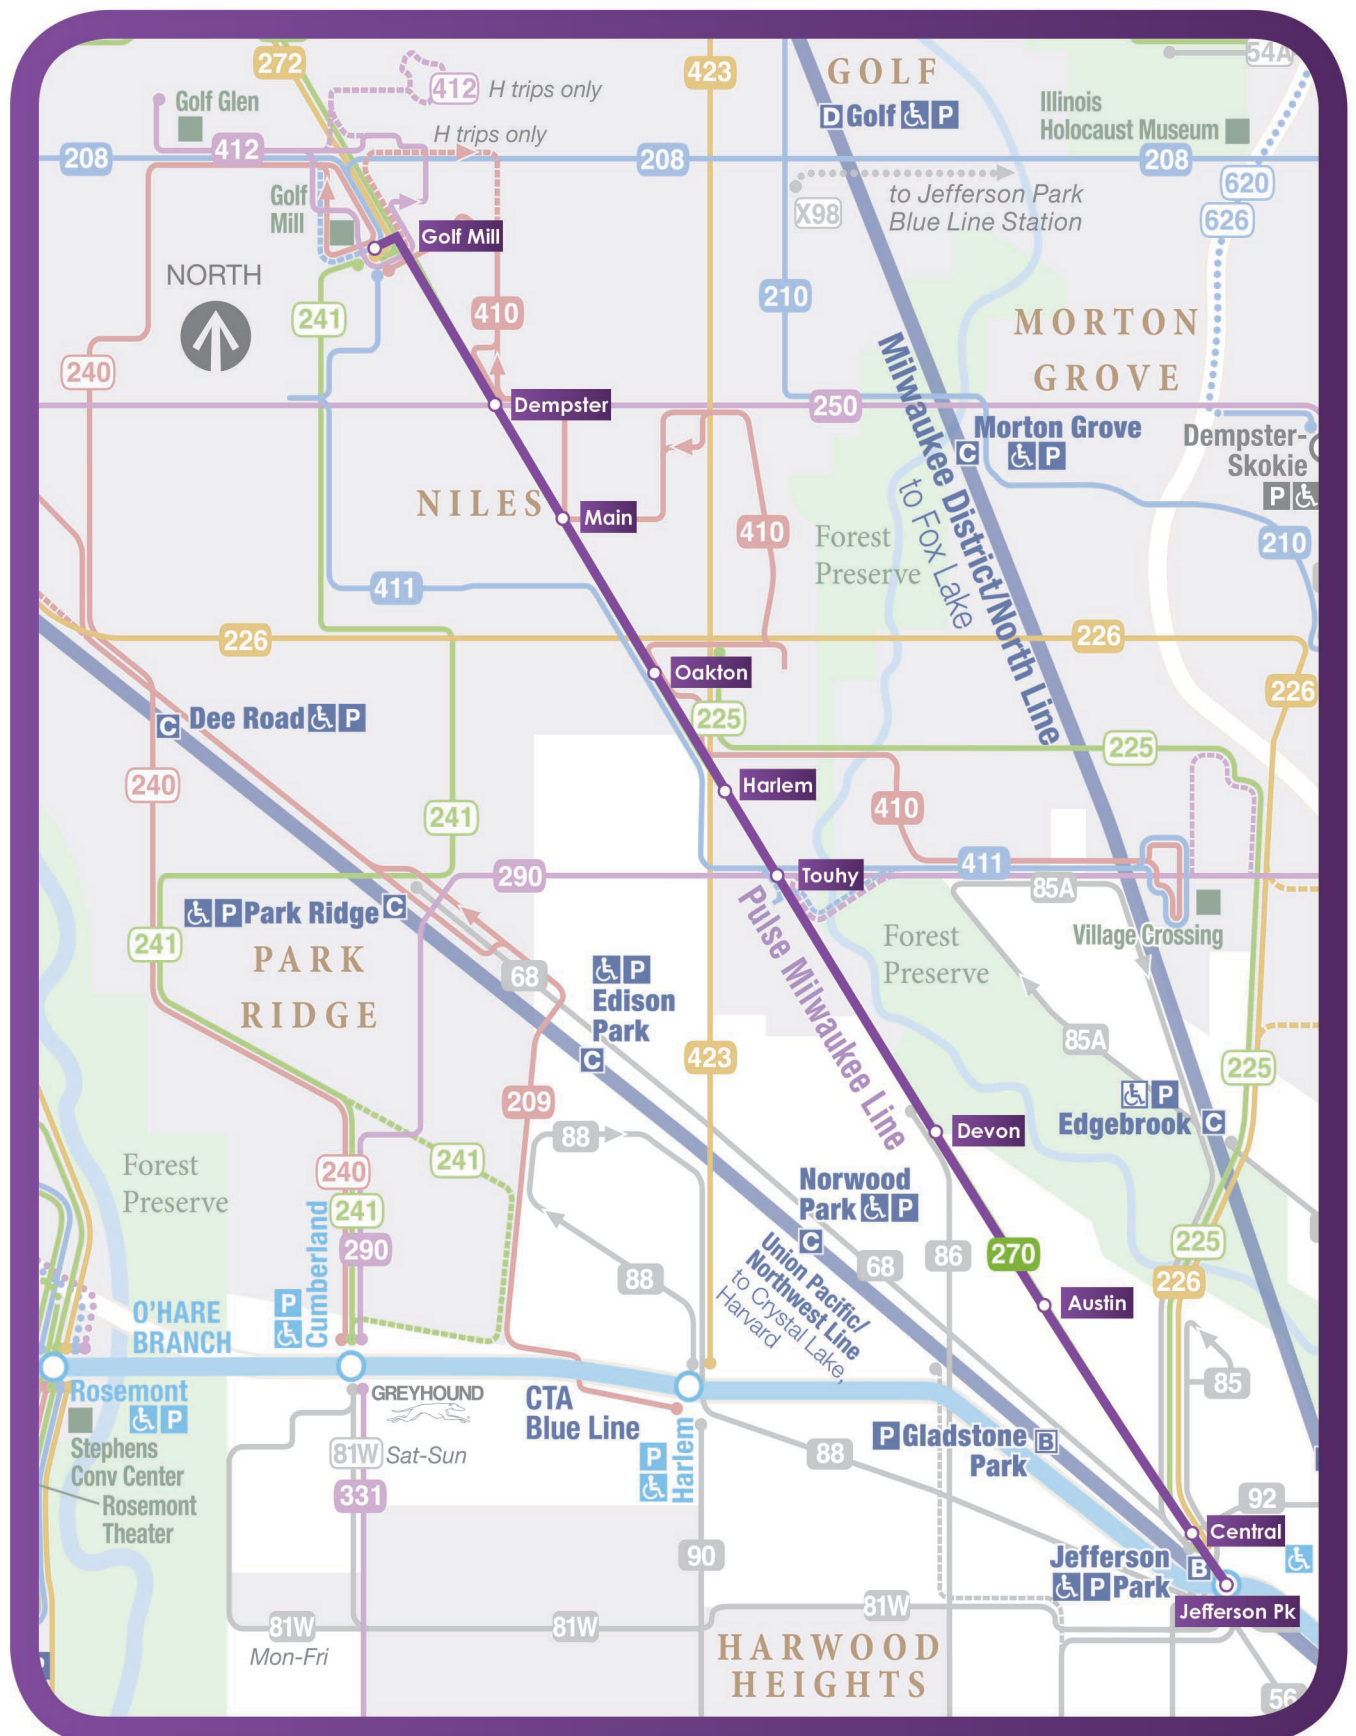 272
423
GOLF
54A
412
H trips only
Golf Glen
D Golf P
Illinois
Holocaust Museum
H trips only
412
208
208
208
620
626
to Jefferson Park
Blue Line Station
X98
Golf
Mill
Golf Mill
NORTH
241
410
210
MORTON
GROVE
240
Dempster
250
Morton Grove
C
P
Dempster-
Skokie
P
Milwaukee District/North Line
to Fox Lake
NILES
Main
410
Forest
Preserve
210
411
226
226
226
Oakton
Dee Road P
C
225
225
240
Harlem
410
241
411
290
Touhy
85A
P Park Ridge C
Village Crossing
241
PARK
RIDGE
Pulse Milwaukee Line
Forest
Preserve
68
P
Edison
Park
C
85A
423
225
209
P
Edgebrook C
88
Devon
241
Forest
Preserve
240
Norwood
Park P
C
241
225
290
86
270
68
88
226
Union Pacific/
Northwest Line
to Crystal Lake,
Harvard
Austin
P
Cumberland
O'HARE
BRANCH
85
Rosemont
P
GREYHOUND
CTA
Blue Line
P
Harlem
P Gladstone B
Park
Stephens
Conv Center
Rosemont
Theater
81W
Sat-Sun
88
331
92
Central
90
Jefferson
P Park
B
Jefferson Pk
81W
81W
81W
Mon-Fri
HARWOOD
HEIGHTS
56